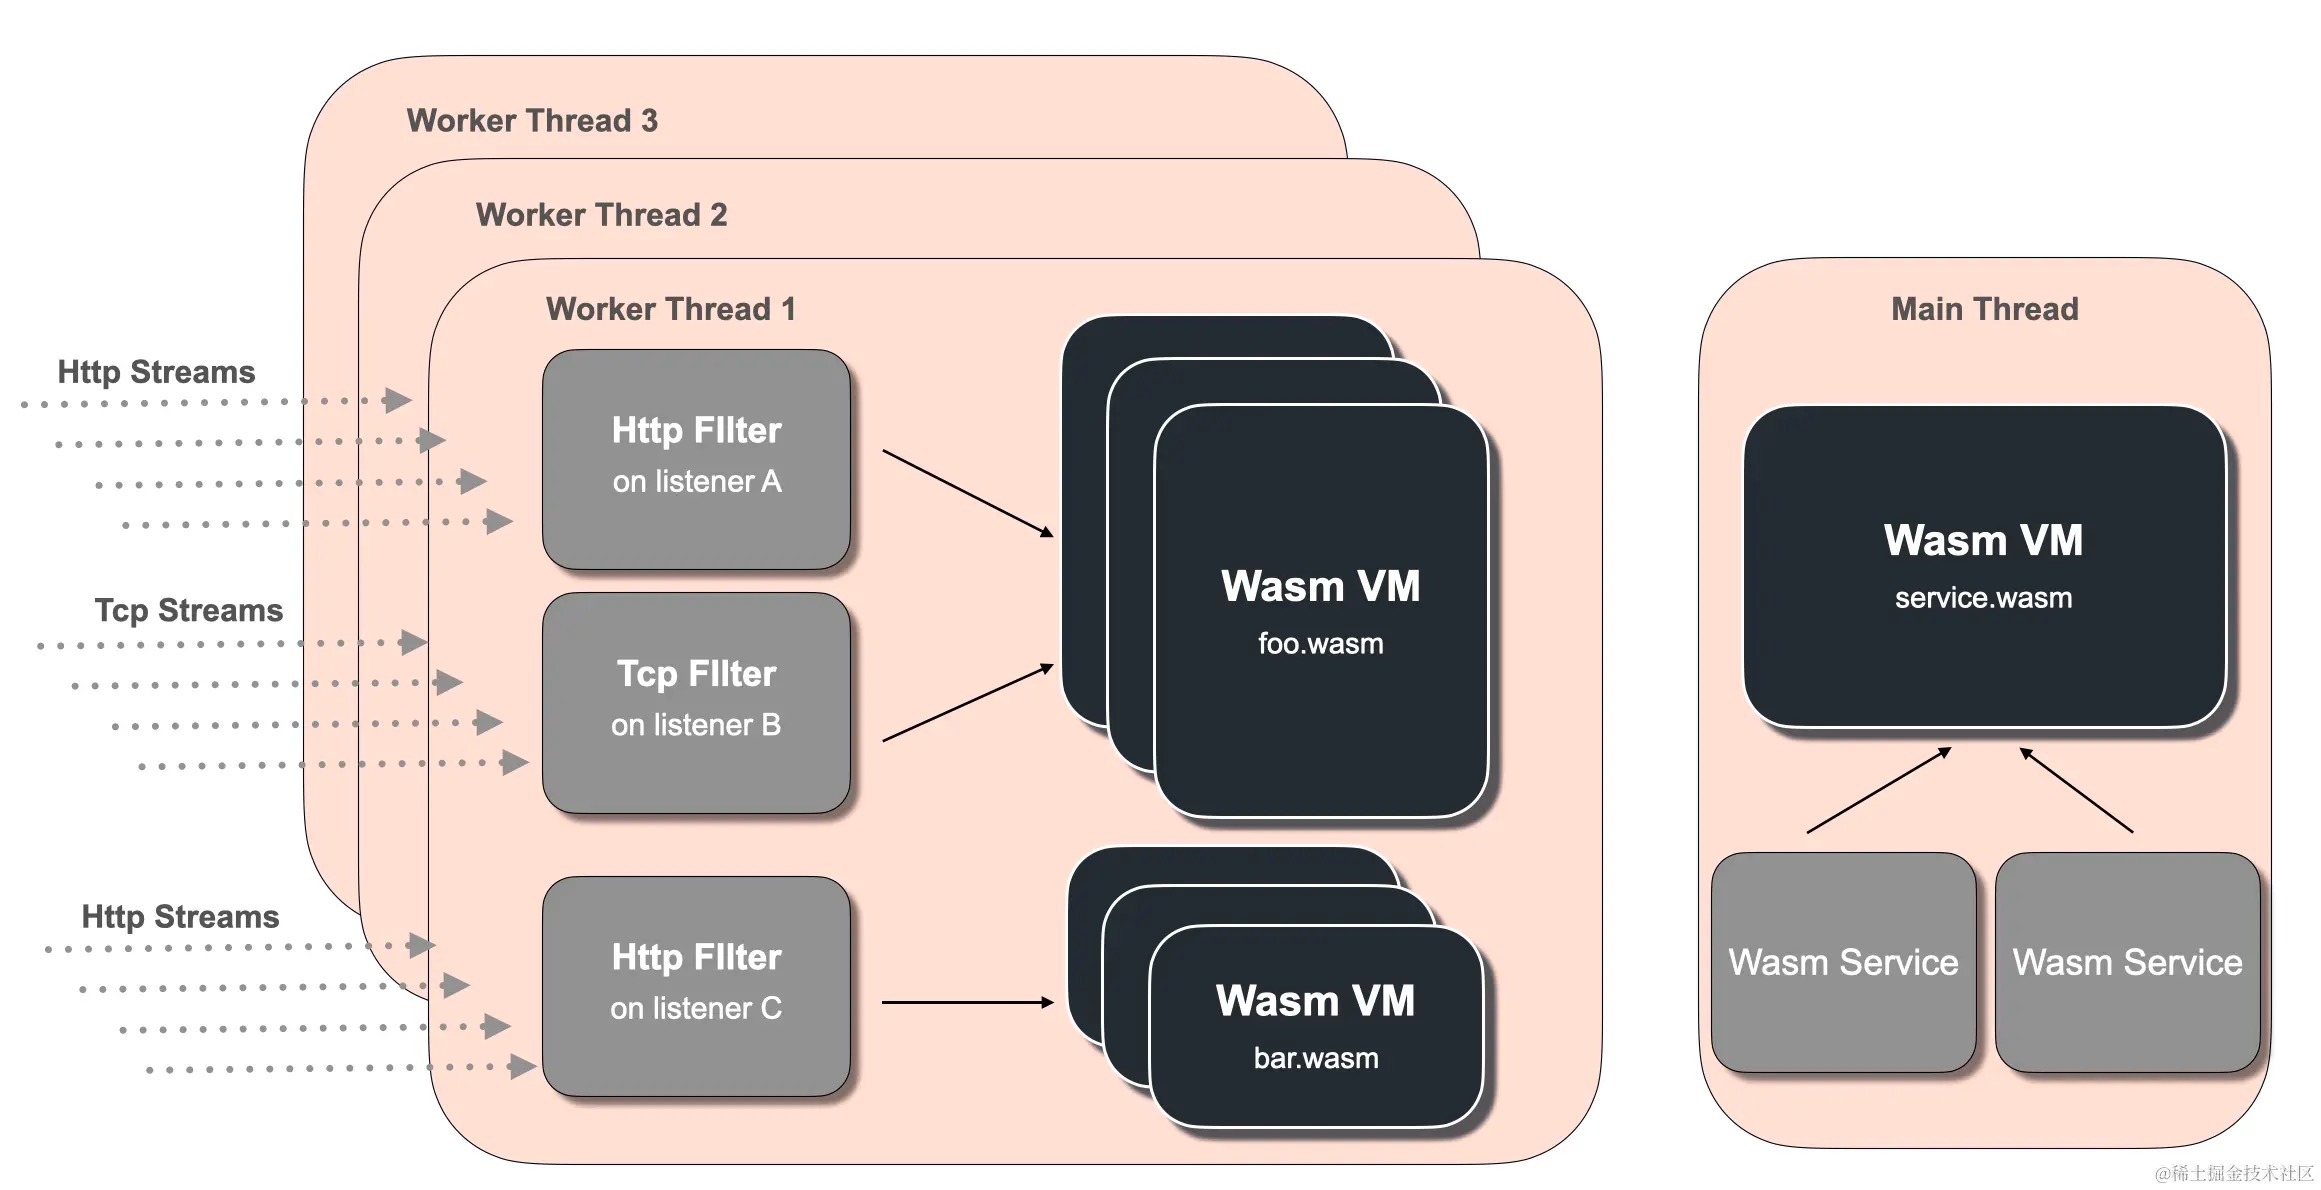 Worker Thread 3
Worker Thread 2
Worker Thread 1
Main Thread
Http Streams
Http FIlter
on listener A
Tcp Streams
Tcp FIlter
on listener B
Http Streams
Http FIlter
on listener C
Wasm VM
foo.wasm
Wasm VM
bar.wasm
Wasm VM
service.wasm
Wasm Service
Wasm Service
@稀土掘金技术社区